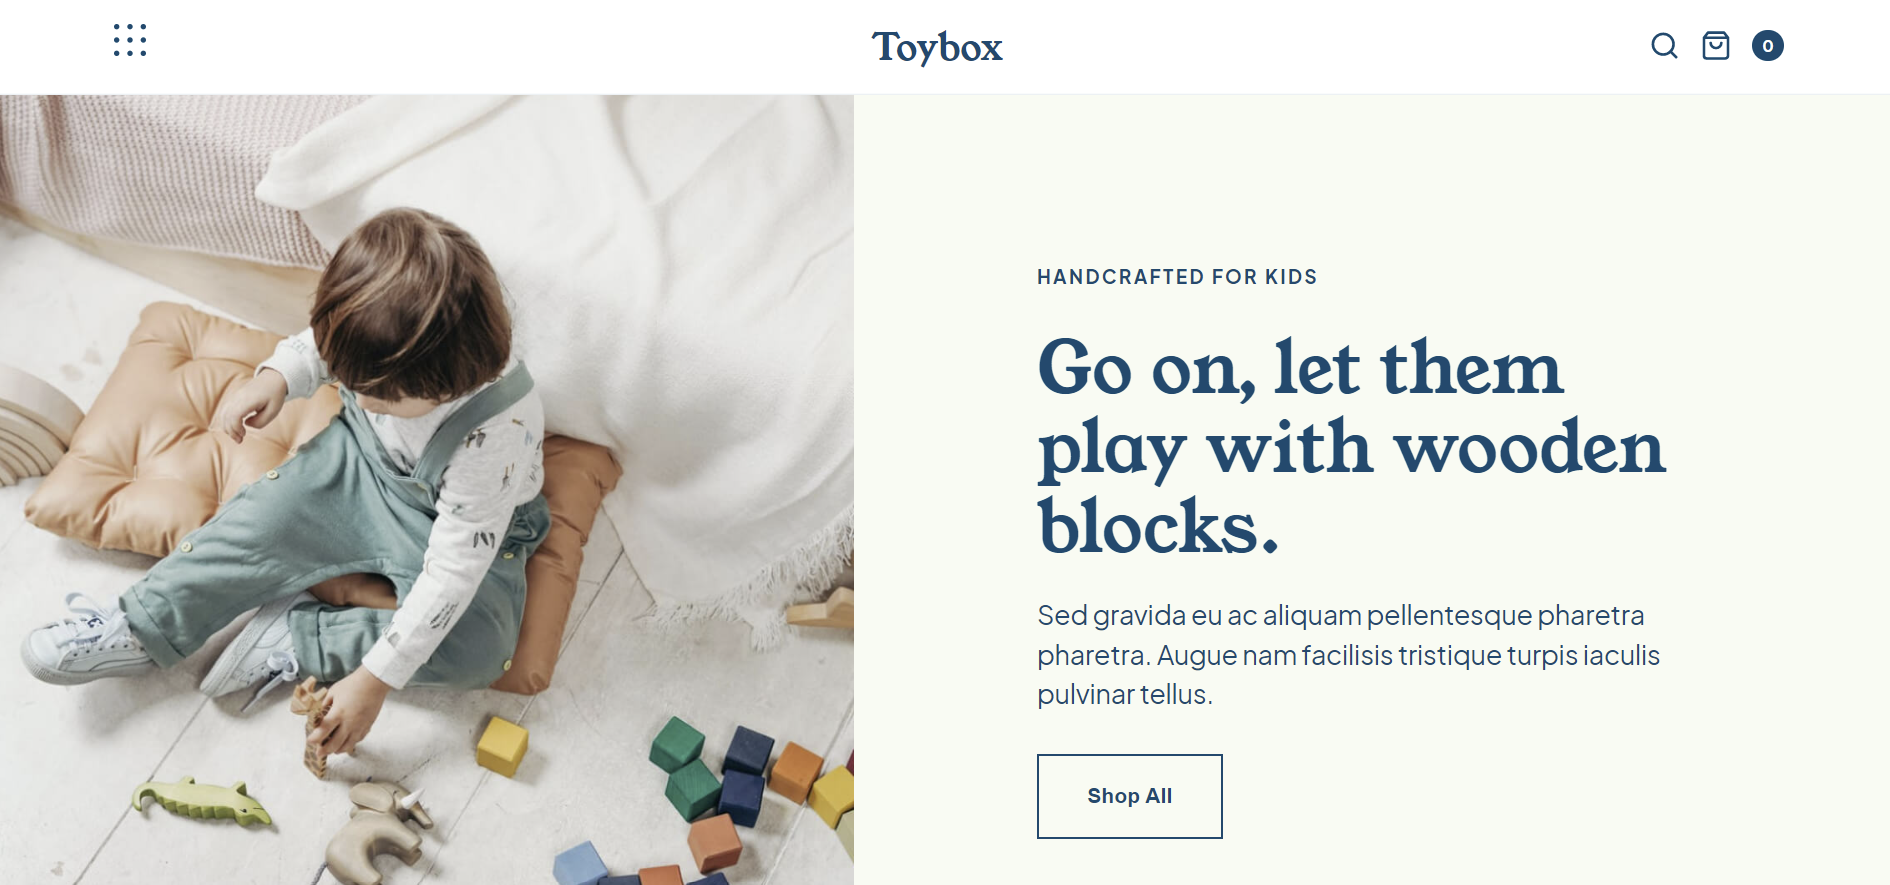 Toybox
0
HANDCRAFTED FOR KIDS
Go on, let them
play with wooden
blocks.
Sed gravida eu ac aliquam pellentesque pharetra
pharetra. Augue nam facilisis tristique turpis iaculis
pulvinar tellus.
Shop All